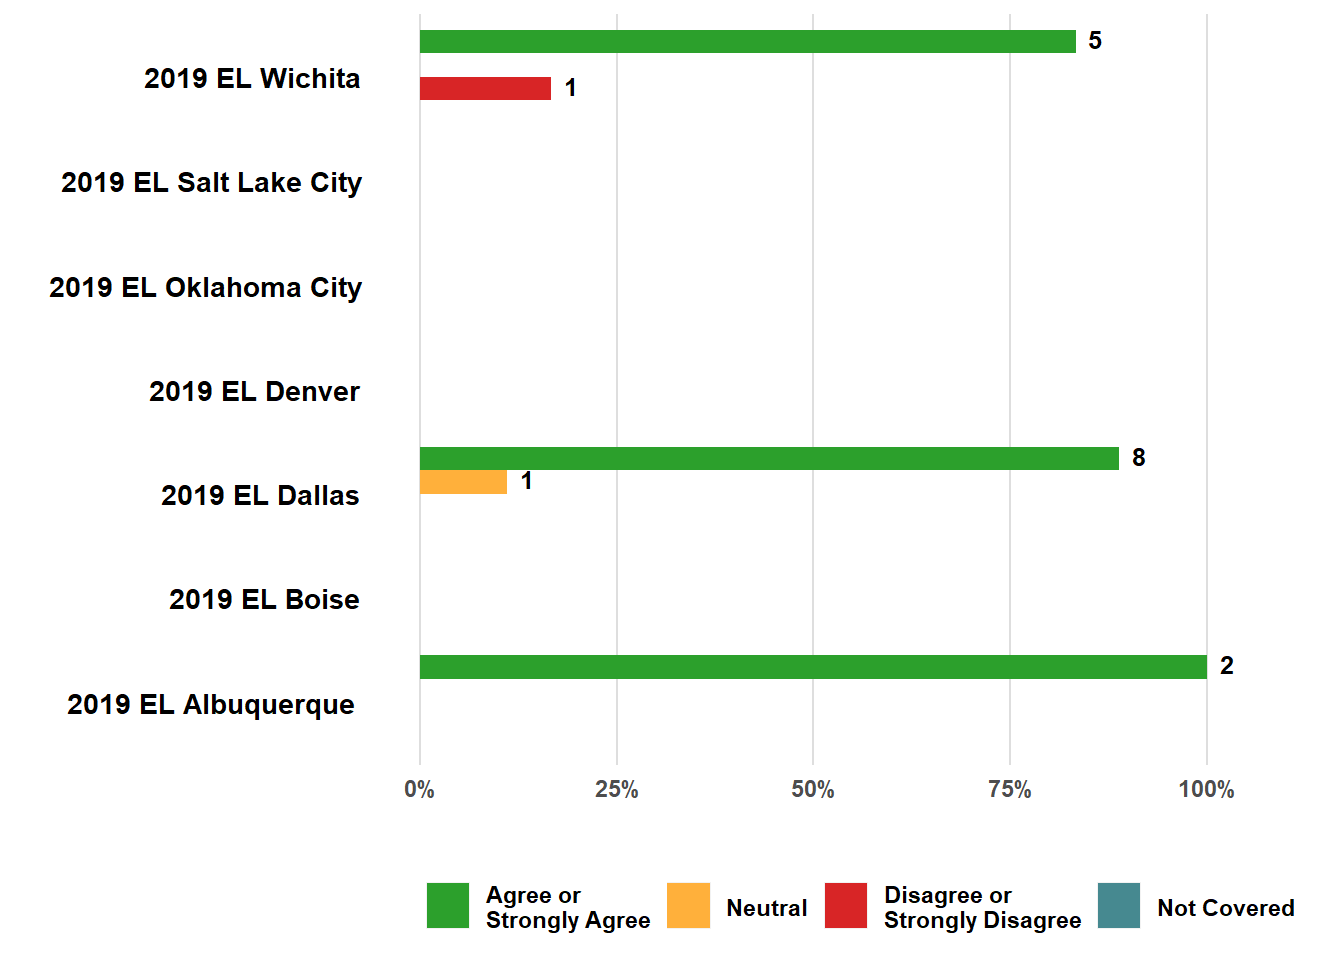 5
2019 EL Wichita
1
2019 EL Salt Lake City
2019 EL Oklahoma City
2019 EL Denver
8
1
2019 EL Dallas
2019 EL Boise
2
2019 EL Albuquerque
0% 25% 50% 75% 100%
Agree or
Strongly Agree
Neutral
Disagree or
Strongly Disagree
Not Covered